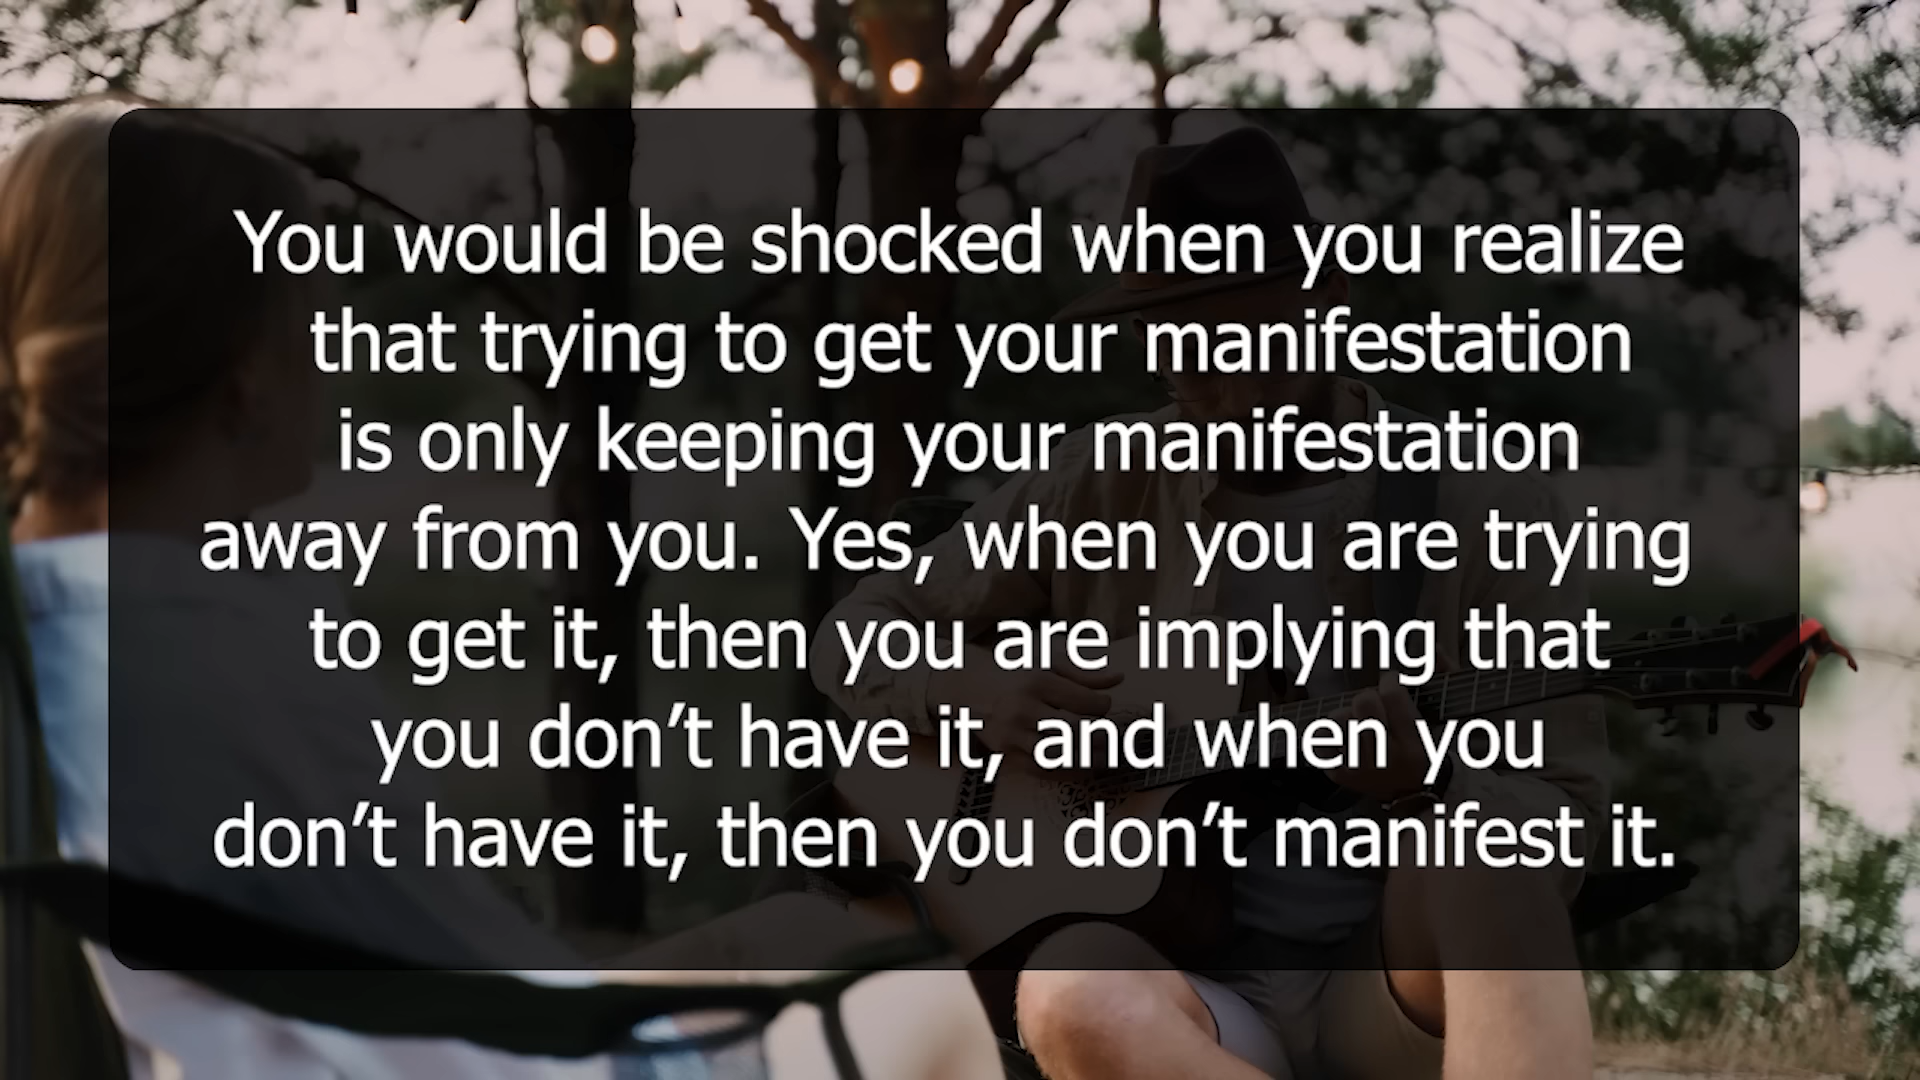 You would be shocked when you realize
that trying to get your manifestation
is only keeping your manifestation
away from you. Yes, when you are trying
to get it, then you are implying that
you don’t have it, and when you
don’t have it, then you don’t manifest it.